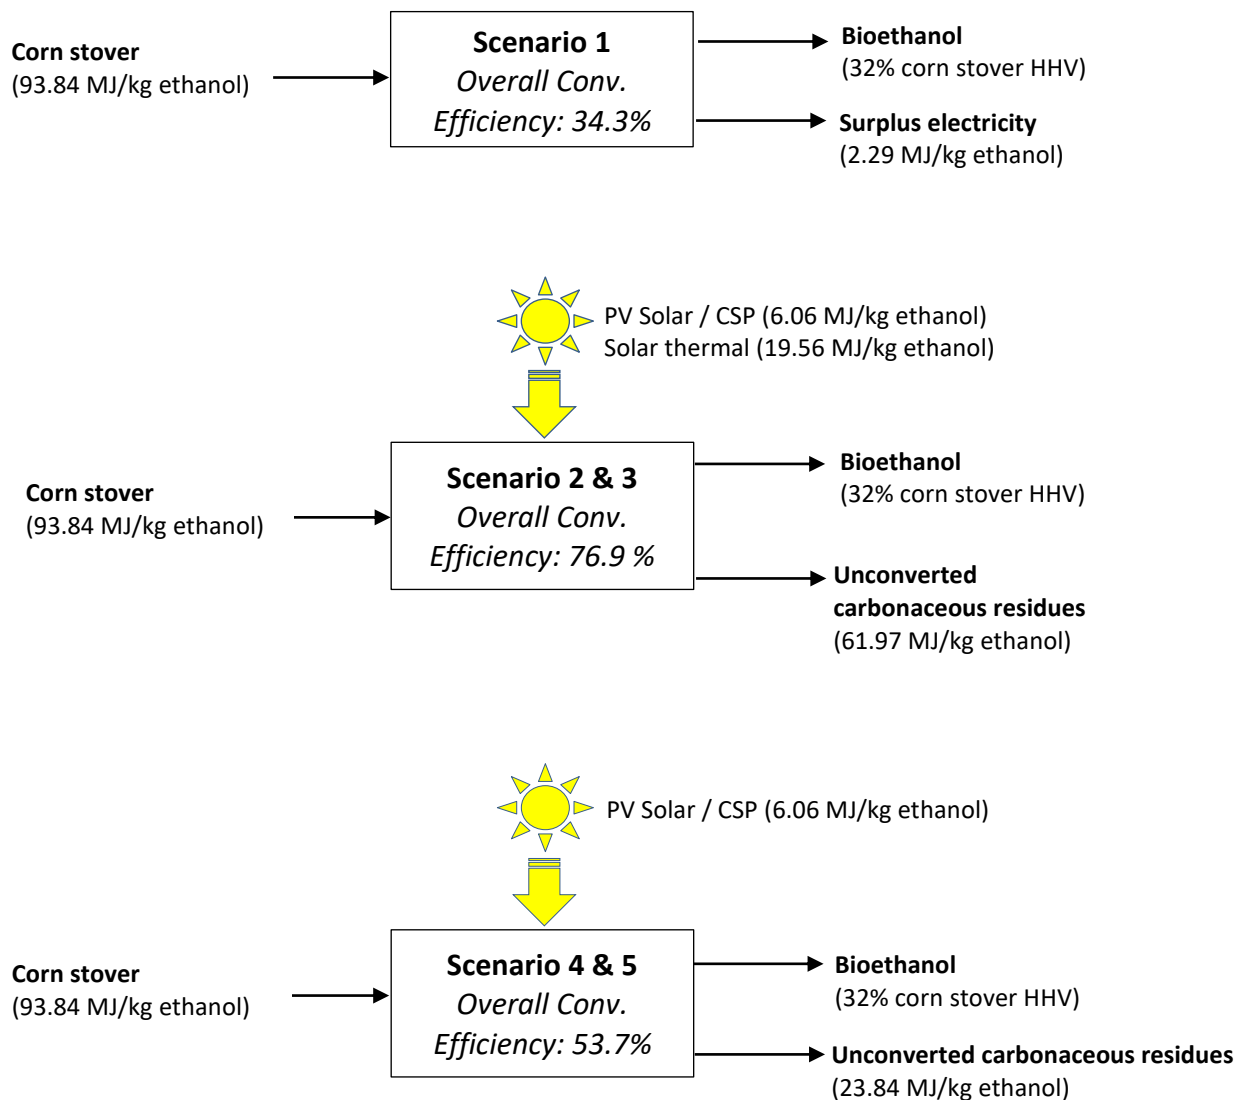 Corn stover
(93.84 MJ/kg ethanol)
Scenario 1
Overall Conv.
Efficiency: 34.3%
Bioethanol
(32% corn stover HHV)
Surplus electricity
(2.29 MJ/kg ethanol)
PV Solar / CSP (6.06 MJ/kg ethanol)
Solar thermal (19.56 MJ/kg ethanol)
Corn stover
(93.84 MJ/kg ethanol)
Scenario 2 & 3
Overall Conv.
Efficiency: 76.9 %
Bioethanol
(32% corn stover HHV)
Unconverted
carbonaceous residues
(61.97 MJ/kg ethanol)
PV Solar / CSP (6.06 MJ/kg ethanol)
Corn stover
(93.84 MJ/kg ethanol)
Scenario 4 & 5
Overall Conv.
Efficiency: 53.7%
Bioethanol
(32% corn stover HHV)
Unconverted carbonaceous residues
(23.84 MJ/kg ethanol)